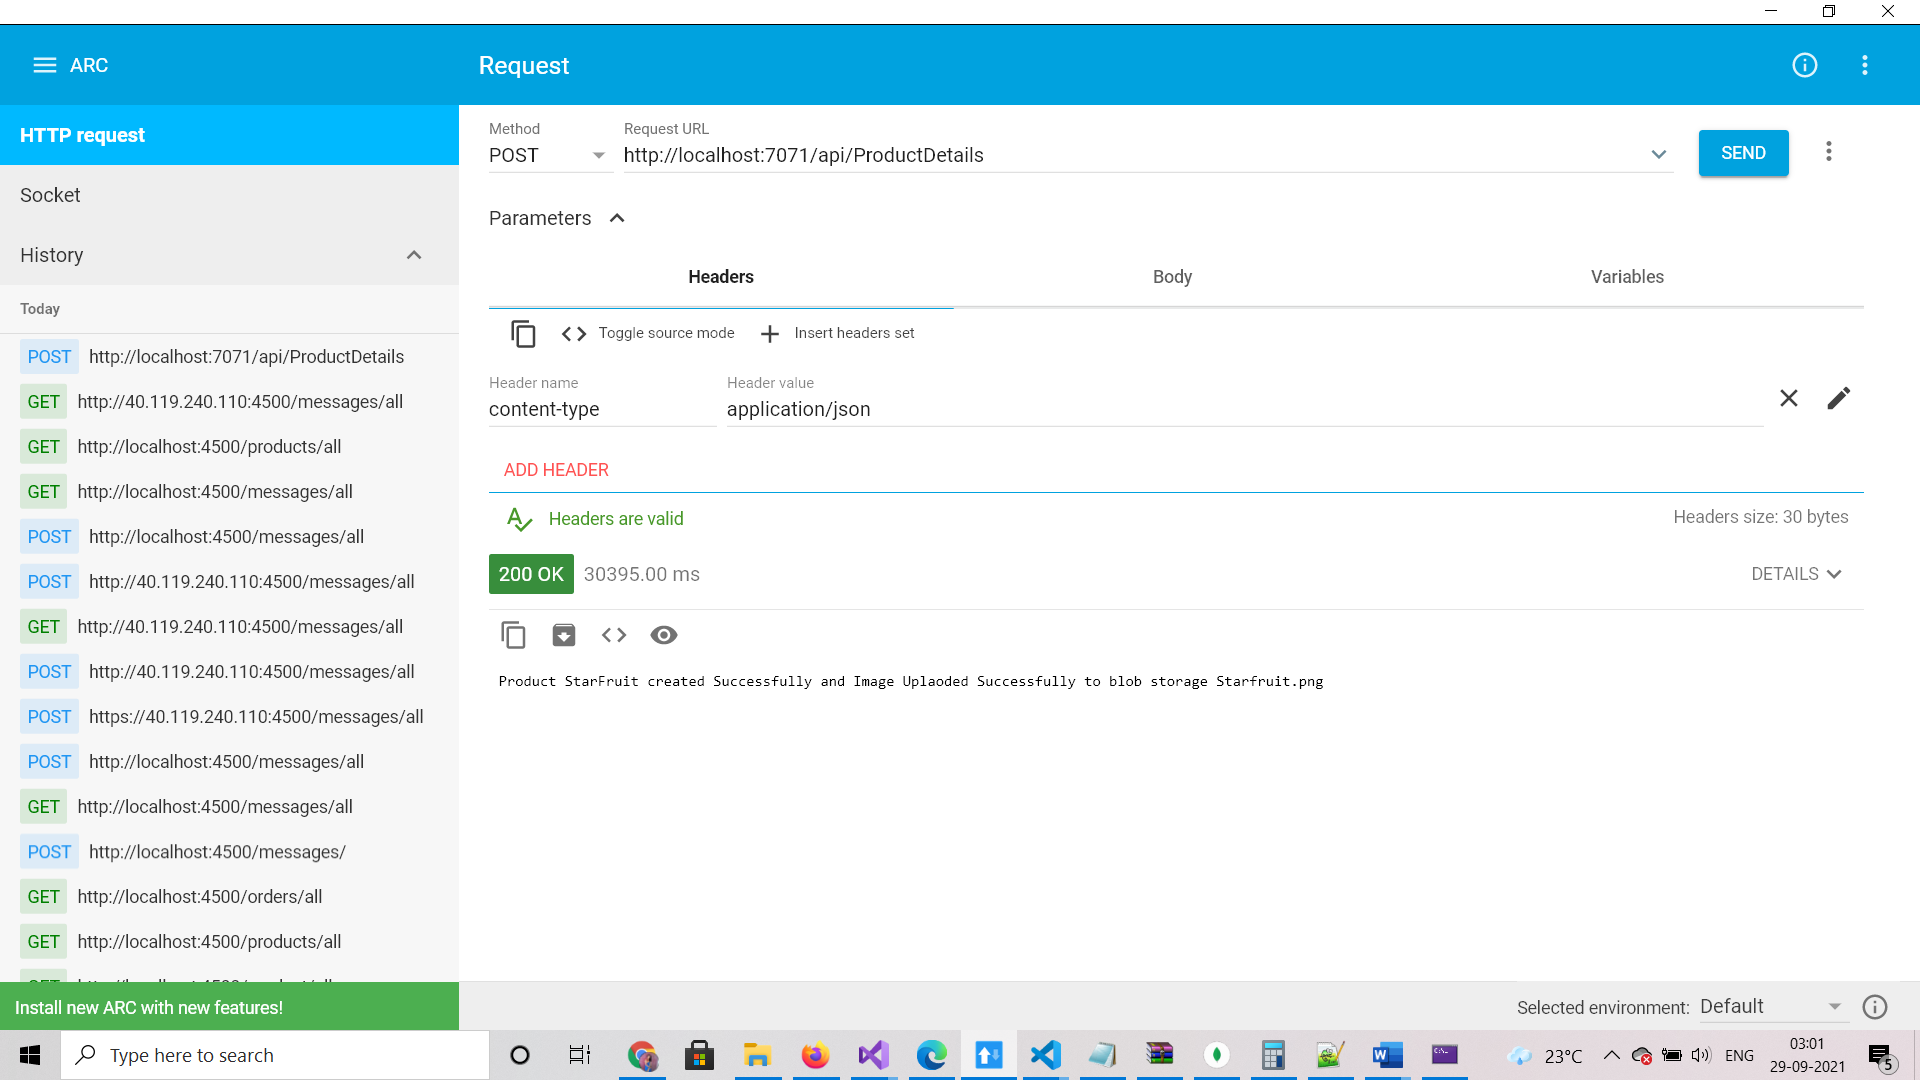 ARC
Request
HTTP request
Socket
History
Today
POST http://localhost:7071/api/ProductDetails
GET http://40.119.240.110:4500/messages/all
GET http://localhost:4500/products/all
GET http://localhost:4500/messages/all
POST http://localhost:4500/messages/all
POST http://40.119.240.110:4500/messages/all
GET http://40.119.240.110:4500/messages/all
POST http://40.119.240.110:4500/messages/all
POST https://40.119.240.110:4500/messages/all
POST http://localhost:4500/messages/all
GET http://localhost:4500/messages/all
POST http://localhost:4500/messages/
GET http://localhost:4500/orders/all
GET http://localhost:4500/products/all
Install new ARC with new features!
Method
POST
Request URL
http://localhost:7071/api/ProductDetails
SEND
Parameters
Headers Body Variables
Toggle source mode Insert headers set
Header name Header value
content-type application/json
ADD HEADER
Headers are valid Headers size: 30 bytes
200 OK 30395.00 ms DETAILS
Product StarFruit created Successfully and Image Uplaoded Successfully to blob storage Starfruit.png
Selected environment: Default
Type here to search
23°C ENG
03:01
29-09-2021
5